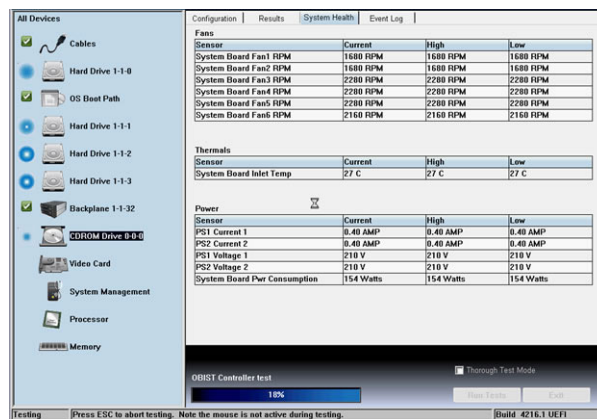 All Devices
Cables
Hard Drive 1-1-0
OS Boot Path
Hard Drive 1-1-1
Hard Drive 1-1-2
Hard Drive 1-1-3
Backplane 1-1-32
CDROM Drive 0-0-0
Video Card
System Management
Processor
Memory
Configuration Results System Health Event Log
Fans
Sensor Current High Low
System Board Fan1 RPM 1680 RPM 1680 RPM 1680 RPM
System Board Fan2 RPM 1680 RPM 1680 RPM 1680 RPM
System Board Fan3 RPM 2280 RPM 2280 RPM 2280 RPM
System Board Fan4 RPM 2280 RPM 2280 RPM 2280 RPM
System Board Fan5 RPM 2280 RPM 2280 RPM 2280 RPM
System Board Fan6 RPM 2160 RPM 2160 RPM 2160 RPM
Thermals
Sensor Current High Low
System Board Inlet Temp 27 C 27 C 27 C
Power
Sensor Current High Low
PS1 Current 1 0.40 AMP 0.40 AMP 0.40 AMP
PS2 Current 2 0.40 AMP 0.40 AMP 0.40 AMP
PS1 Voltage 1 210 V 210 V 210 V
PS2 Voltage 2 210 V 210 V 210 V
System Board Pwr Consumption 154 Watts 154 Watts 154 Watts
OBIST Controller test
18%
Thorough Test Mode
Run Tests Exit
Testing Press ESC to abort testing. Note the mouse is not active during testing. Build 4216.1 UEFI